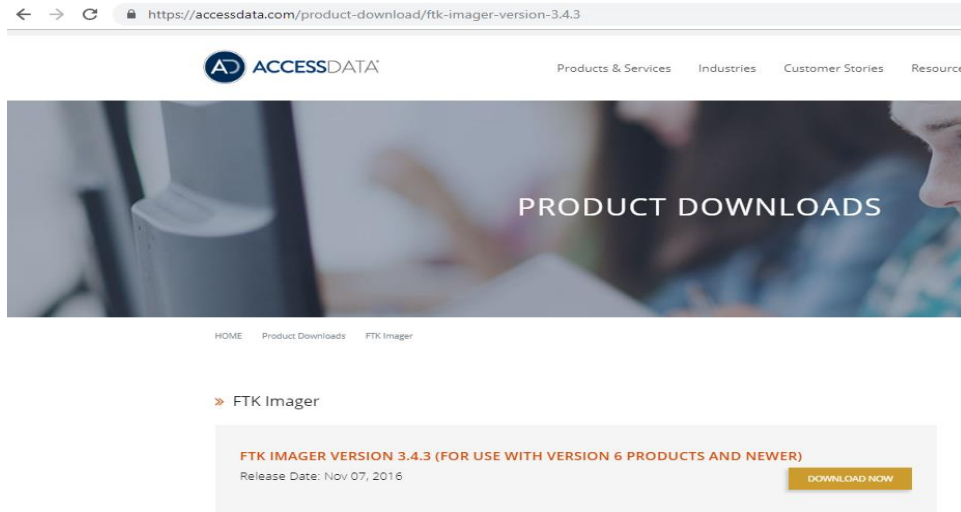 https://accessdata.com/product-download/ftk-imager-version-3.4.3
AD ACCESSDATA
Products & Services Industries Customer Stories Resource
PRODUCT DOWNLOADS
HOME Product Downloads FTK Imager
» FTK Imager
FTK IMAGER VERSION 3.4.3 (FOR USE WITH VERSION 6 PRODUCTS AND NEWER)
Release Date: Nov 07, 2016
DOWNLOAD NOW